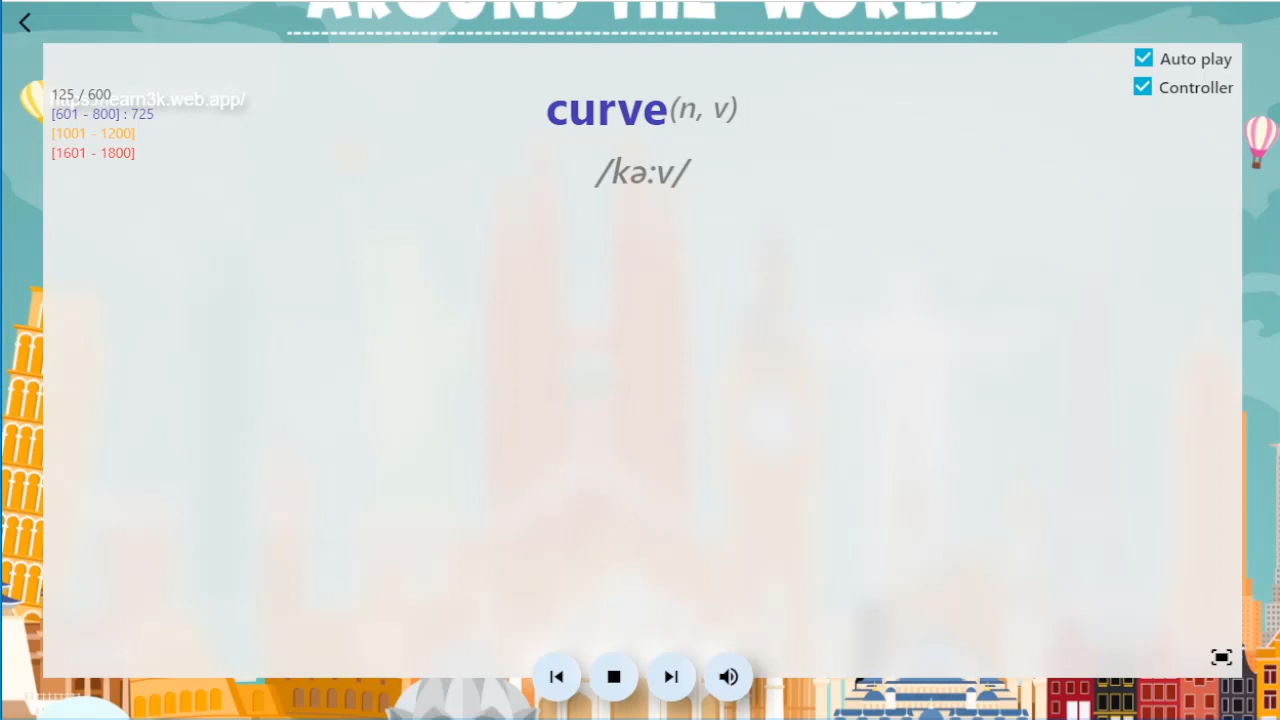 AROUND THE WORLD
Auto play
Controller
125 / 600
https://learn3k.web.app/
[601 - 800] : 725
[1001 - 1200]
[1601 - 1800]
curve(n, v)
/kə:v/